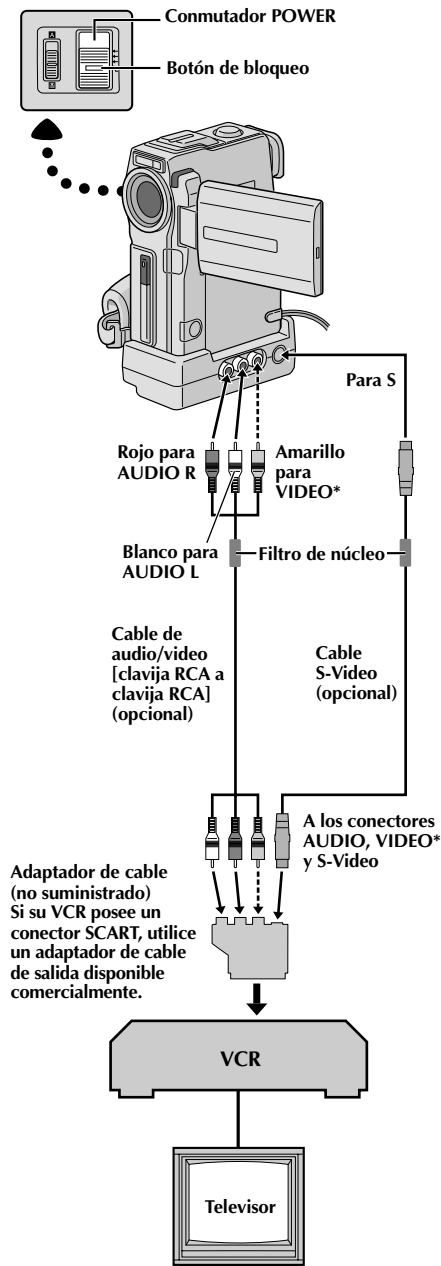 Conmutador POWER
Botón de bloqueo
Para S
Rojo para
AUDIO R
Amarillo
para
VIDEO*
Blanco para
AUDIO L
Filtro de núcleo
Cable de
audio/video
[clavija RCA a
clavija RCA]
(opcional)
Cable
S-Video
(opcional)
A los conectores
AUDIO, VIDEO*
y S-Video
Adaptador de cable
(no suministrado)
Si su VCR posee un
conector SCART, utilice
un adaptador de cable
de salida disponible
comercialmente.
VCR
Televisor